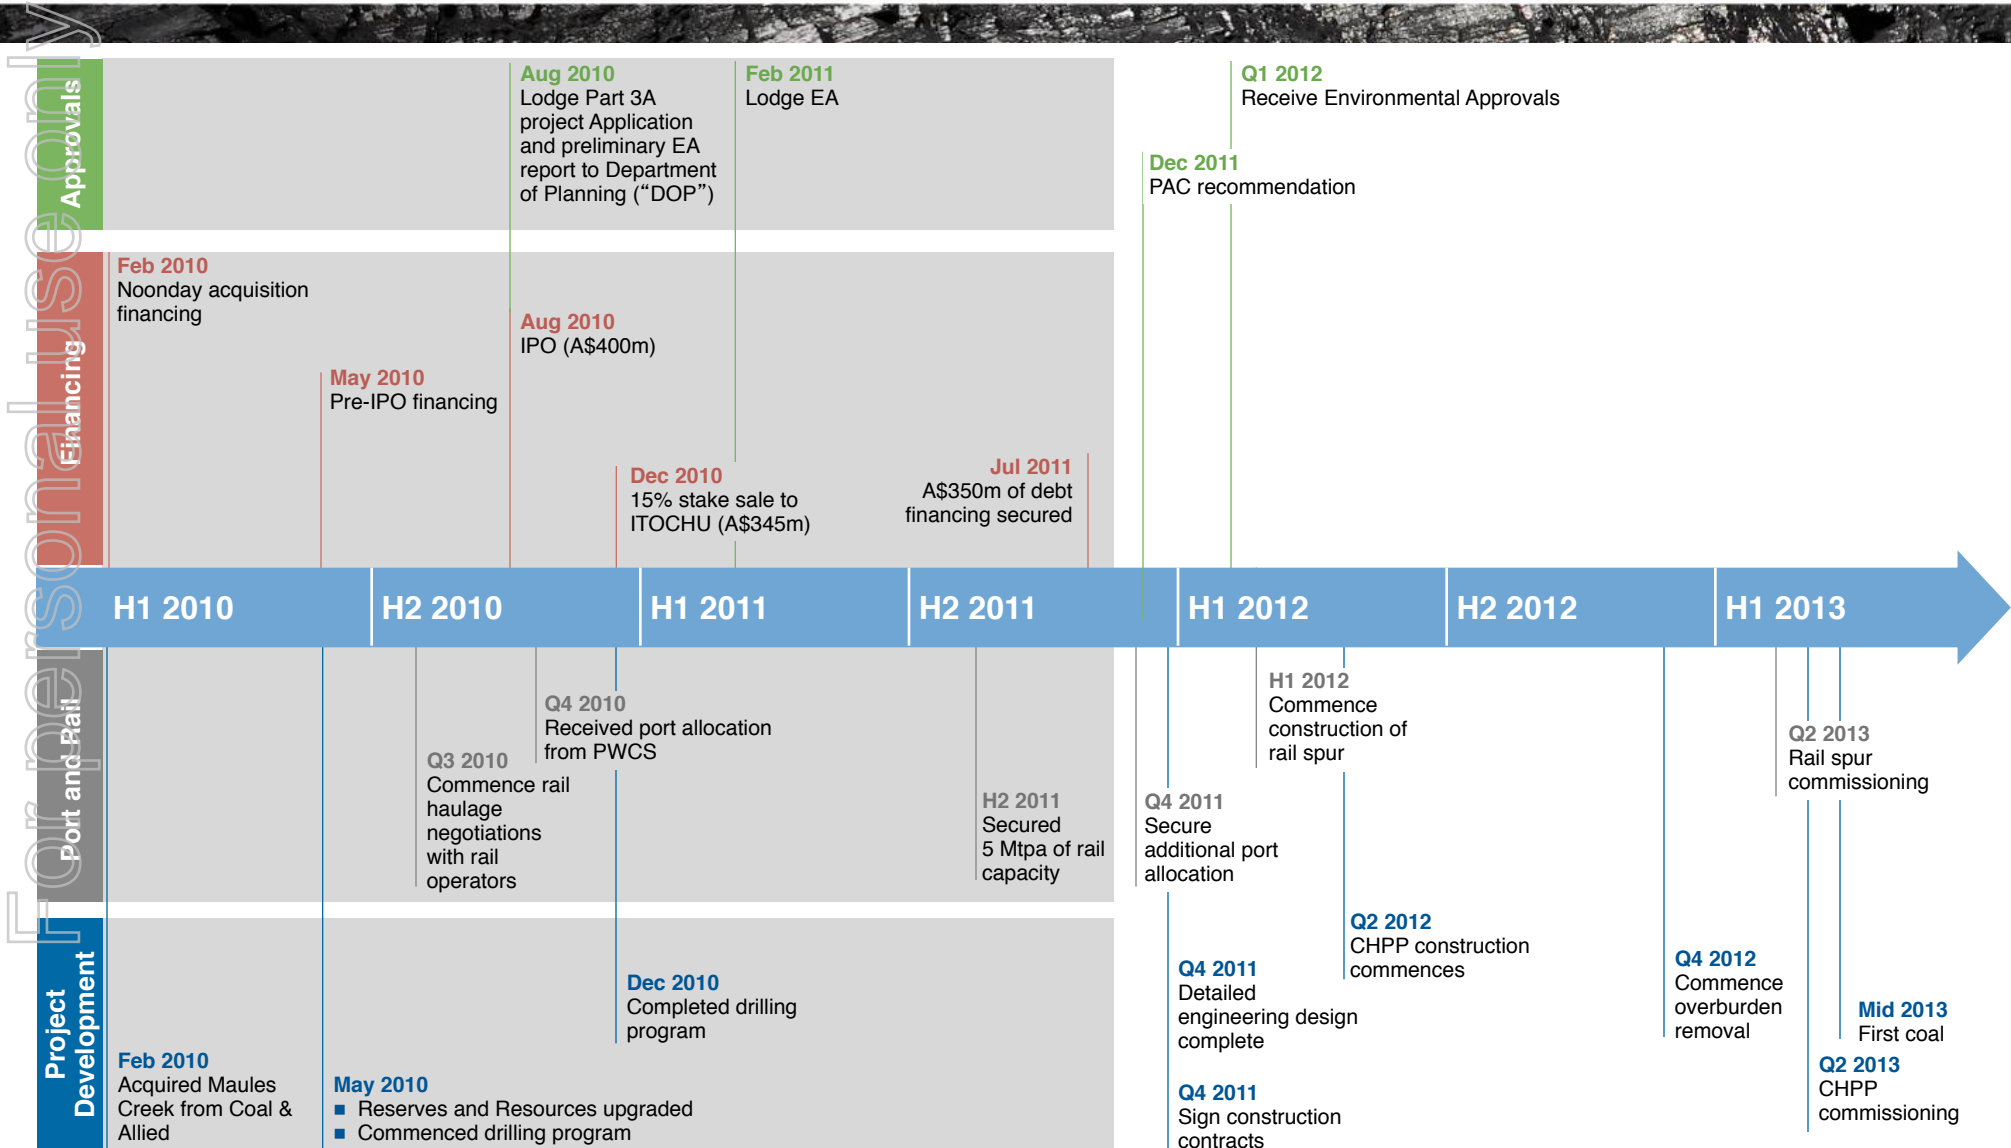 For personal use only
Approvals
Aug 2010
Lodge Part 3A
project Application
and preliminary EA
report to Department
of Planning (“DOP”)
Feb 2011
Lodge EA
Q1 2012
Receive Environmental Approvals
Dec 2011
PAC recommendation
Financing
Feb 2010
Noonday acquisition
financing
May 2010
Pre-IPO financing
Aug 2010
IPO (A$400m)
Dec 2010
15% stake sale to
ITOCHU (A$345m)
Jul 2011
A$350m of debt
financing secured
H1 2010
H2 2010
H1 2011
H2 2011
H1 2012
H2 2012
H1 2013
Port and Rail
Q3 2010
Commence rail
haulage
negotiations
with rail
operators
Q4 2010
Received port allocation
from PWCS
H2 2011
Secured
5 Mtpa of rail
capacity
Q4 2011
Secure
additional port
allocation
H1 2012
Commence
construction of
rail spur
Q2 2013
Rail spur
commissioning
Project
Development
Feb 2010
Acquired Maules
Creek from Coal &
Allied
May 2010
■ Reserves and Resources upgraded
■ Commenced drilling program
Dec 2010
Completed drilling
program
Q4 2011
Detailed
engineering design
complete
Q4 2011
Sign construction
contracts
Q2 2012
CHPP construction
commences
Q4 2012
Commence
overburden
removal
Mid 2013
First coal
Q2 2013
CHPP
commissioning